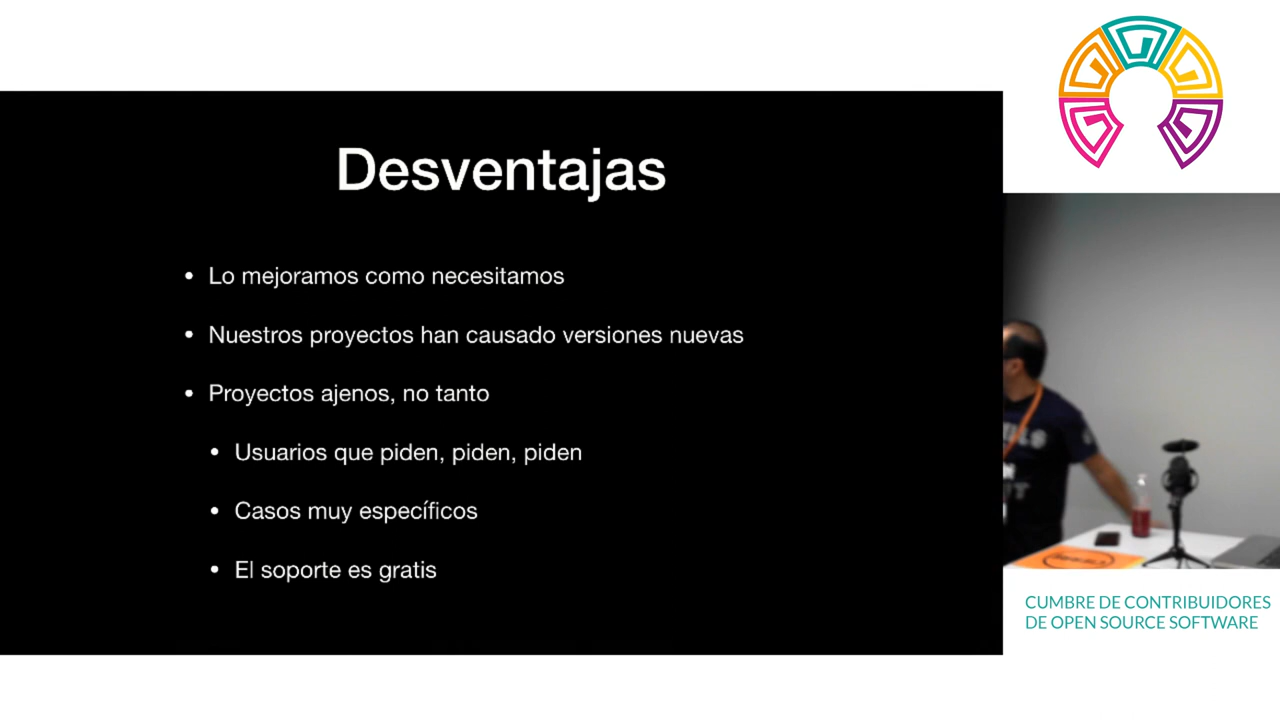 Desventajas
• Lo mejoramos como necesitamos
• Nuestros proyectos han causado versiones nuevas
• Proyectos ajenos, no tanto
• Usuarios que piden, piden, piden
• Casos muy específicos
• El soporte es gratis
CUMBRE DE CONTRIBUIDORES
DE OPEN SOURCE SOFTWARE